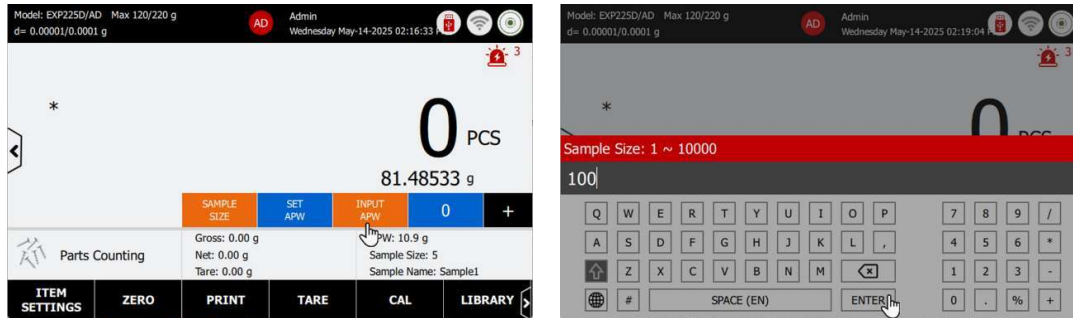 Model: EXP225D/AD Max 120/220 g
d= 0.00001/0.0001 g
AD
Admin
Wednesday May-14-2025 02:16:33
3
*
0 PCS
81.48533 g
SAMPLE SIZE
SET APW
INPUT APW
0
+
Parts Counting
Gross: 0.00 g
Net: 0.00 g
Tare: 0.00 g
PW: 10.9 g
Sample Size: 5
Sample Name: Sample1
ITEM SETTINGS
ZERO
PRINT
TARE
CAL
LIBRARY
Model: EXP225D/AD Max 120/220 g
d= 0.00001/0.0001 g
AD
Admin
Wednesday May-14-2025 02:19:04
3
*
0
Sample Size: 1 ~ 10000
100
Q W E R T Y U I O P 7 8 9 /
A S D F G H J K L , 4 5 6 *
Z X C V B N M 1 2 3 -
# SPACE (EN) ENTER 0 . % +